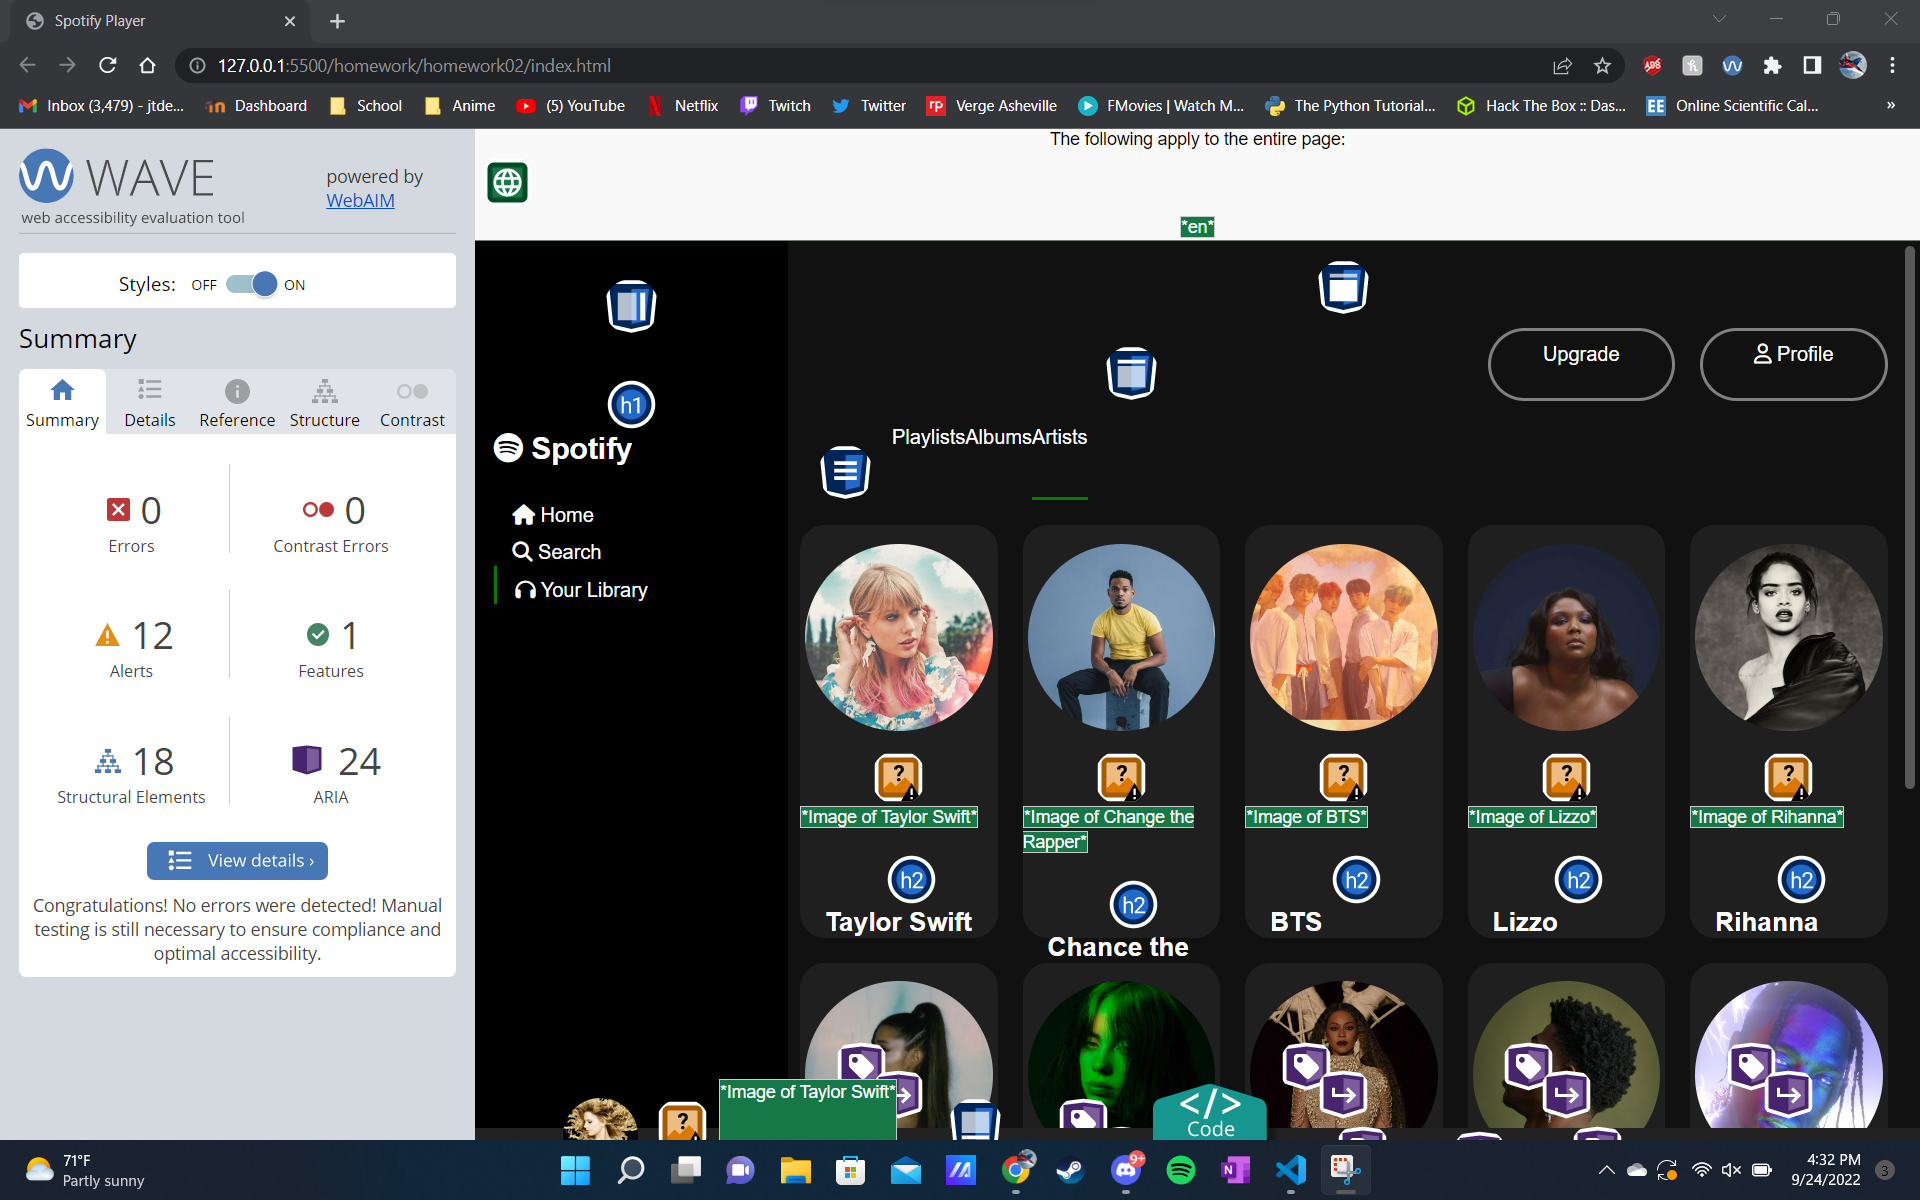 Spotify Player
127.0.0.1:5500/homework/homework02/index.html
Inbox (3,479) - jtde...
Dashboard
School
Anime
(5) YouTube
Netflix
Twitch
Twitter
rp Verge Asheville
FMovies | Watch M...
The Python Tutorial...
Hack The Box :: Das...
EE Online Scientific Cal...
»
WAVE
web accessibility evaluation tool
powered by
WebAIM
Styles: OFF ON
Summary
Summary Details Reference Structure Contrast
0
Errors
0
Contrast Errors
12
Alerts
1
Features
18
Structural Elements
24
ARIA
View details ›
Congratulations! No errors were detected! Manual
testing is still necessary to ensure compliance and
optimal accessibility.
The following apply to the entire page:
*en*
h1
Spotify
Home
Search
Your Library
Upgrade
Profile
PlaylistsAlbumsArtists
*Image of Taylor Swift*
h2
Taylor Swift
*Image of Change the
Rapper*
h2
Chance the
*Image of BTS*
h2
BTS
*Image of Lizzo*
h2
Lizzo
*Image of Rihanna*
h2
Rihanna
*Image of Taylor Swift*
</>
Code
71°F
Partly sunny
9+
4:32 PM
9/24/2022
3